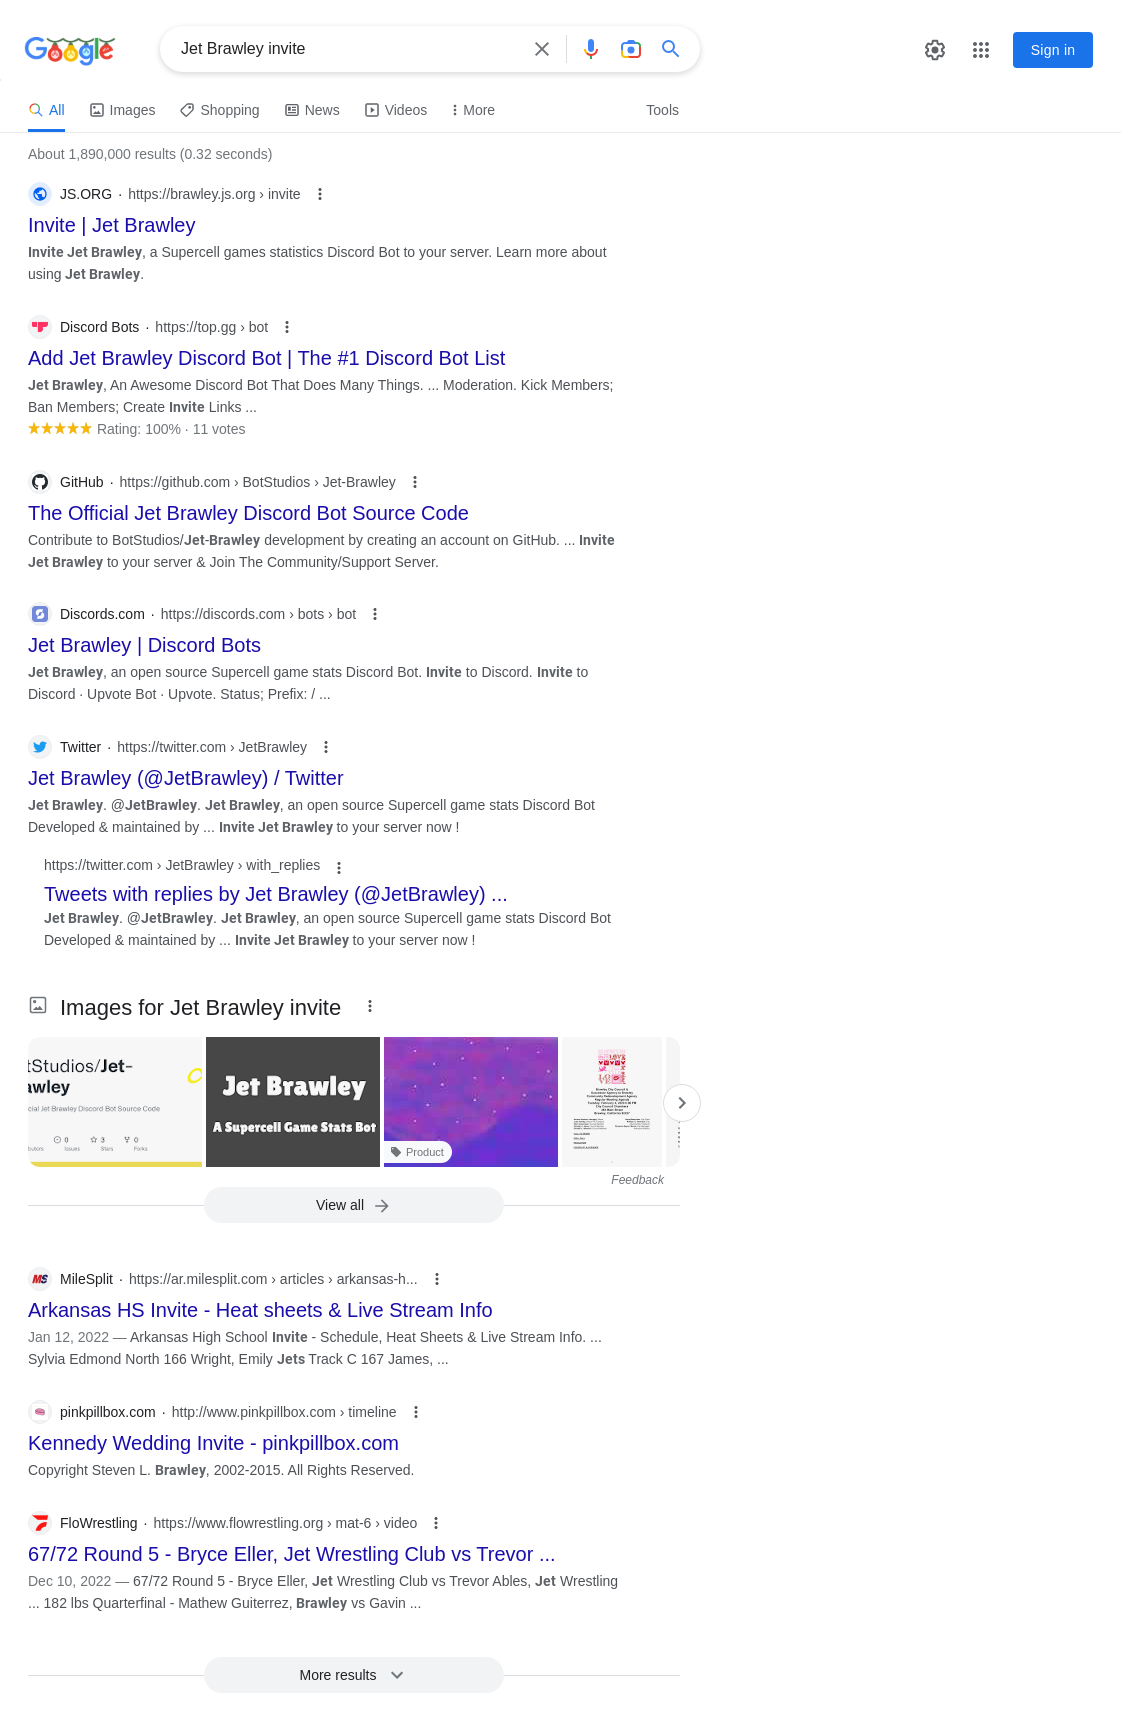 Google
Jet Brawley invite
Sign in
All
Images
Shopping
News
Videos
More
Tools
About 1,890,000 results (0.32 seconds)
JS.ORG · https://brawley.js.org › invite
Invite | Jet Brawley
Invite Jet Brawley, a Supercell games statistics Discord Bot to your server. Learn more about
using Jet Brawley.
Discord Bots · https://top.gg › bot
Add Jet Brawley Discord Bot | The #1 Discord Bot List
Jet Brawley, An Awesome Discord Bot That Does Many Things. ... Moderation. Kick Members;
Ban Members; Create Invite Links ...
Rating: 100% · 11 votes
GitHub · https://github.com › BotStudios › Jet-Brawley
The Official Jet Brawley Discord Bot Source Code
Contribute to BotStudios/Jet-Brawley development by creating an account on GitHub. ... Invite
Jet Brawley to your server & Join The Community/Support Server.
Discords.com · https://discords.com › bots › bot
Jet Brawley | Discord Bots
Jet Brawley, an open source Supercell game stats Discord Bot. Invite to Discord. Invite to
Discord · Upvote Bot · Upvote. Status; Prefix: / ...
Twitter · https://twitter.com › JetBrawley
Jet Brawley (@JetBrawley) / Twitter
Jet Brawley. @JetBrawley. Jet Brawley, an open source Supercell game stats Discord Bot
Developed & maintained by ... Invite Jet Brawley to your server now !
https://twitter.com › JetBrawley › with_replies
Tweets with replies by Jet Brawley (@JetBrawley) ...
Jet Brawley. @JetBrawley. Jet Brawley, an open source Supercell game stats Discord Bot
Developed & maintained by ... Invite Jet Brawley to your server now !
Images for Jet Brawley invite
tStudios/Jet-
awley
cial Jet Brawley Discord Bot Source Code
0
3
0
Issues
Stars
Forks
Jet Brawley
A Supercell Game Stats Bot
Product
Feedback
View all
MileSplit · https://ar.milesplit.com › articles › arkansas-h...
Arkansas HS Invite - Heat sheets & Live Stream Info
Jan 12, 2022 — Arkansas High School Invite - Schedule, Heat Sheets & Live Stream Info. ...
Sylvia Edmond North 166 Wright, Emily Jets Track C 167 James, ...
pinkpillbox.com · http://www.pinkpillbox.com › timeline
Kennedy Wedding Invite - pinkpillbox.com
Copyright Steven L. Brawley, 2002-2015. All Rights Reserved.
FloWrestling · https://www.flowrestling.org › mat-6 › video
67/72 Round 5 - Bryce Eller, Jet Wrestling Club vs Trevor ...
Dec 10, 2022 — 67/72 Round 5 - Bryce Eller, Jet Wrestling Club vs Trevor Ables, Jet Wrestling
... 182 lbs Quarterfinal - Mathew Guiterrez, Brawley vs Gavin ...
More results